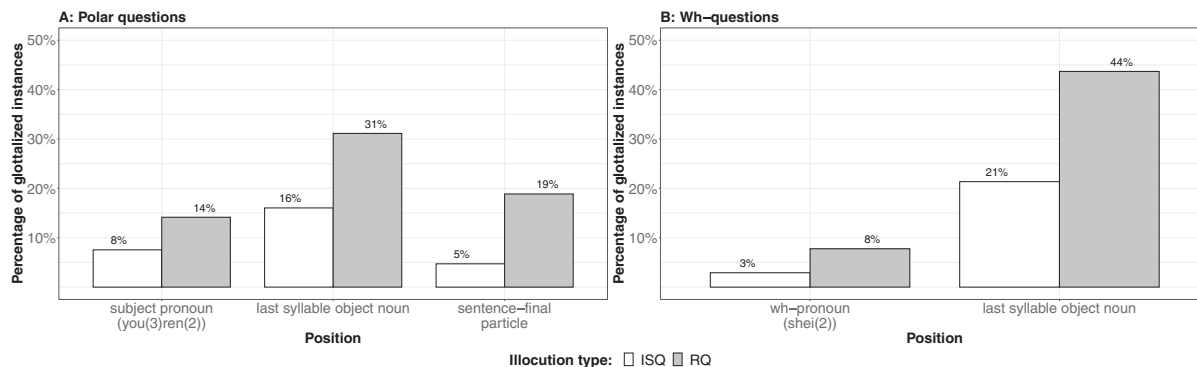 A: Polar questions
Percentage of glottalized instances
50%
40%
30%
20%
10%
8%
14%
16%
31%
5%
19%
subject pronoun
(you(3)ren(2))
last syllable object noun
sentence–final
particle
Position
B: Wh–questions
Percentage of glottalized instances
50%
40%
30%
20%
10%
3%
8%
21%
44%
wh–pronoun
(shei(2))
last syllable object noun
Position
Illocution type: ISQ RQ